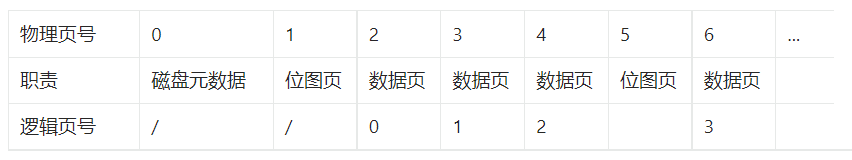 物理页号 0 1 2 3 4 5 6 ...
职责 磁盘元数据 位图页 数据页 数据页 数据页 位图页 数据页
逻辑页号 / / 0 1 2 3